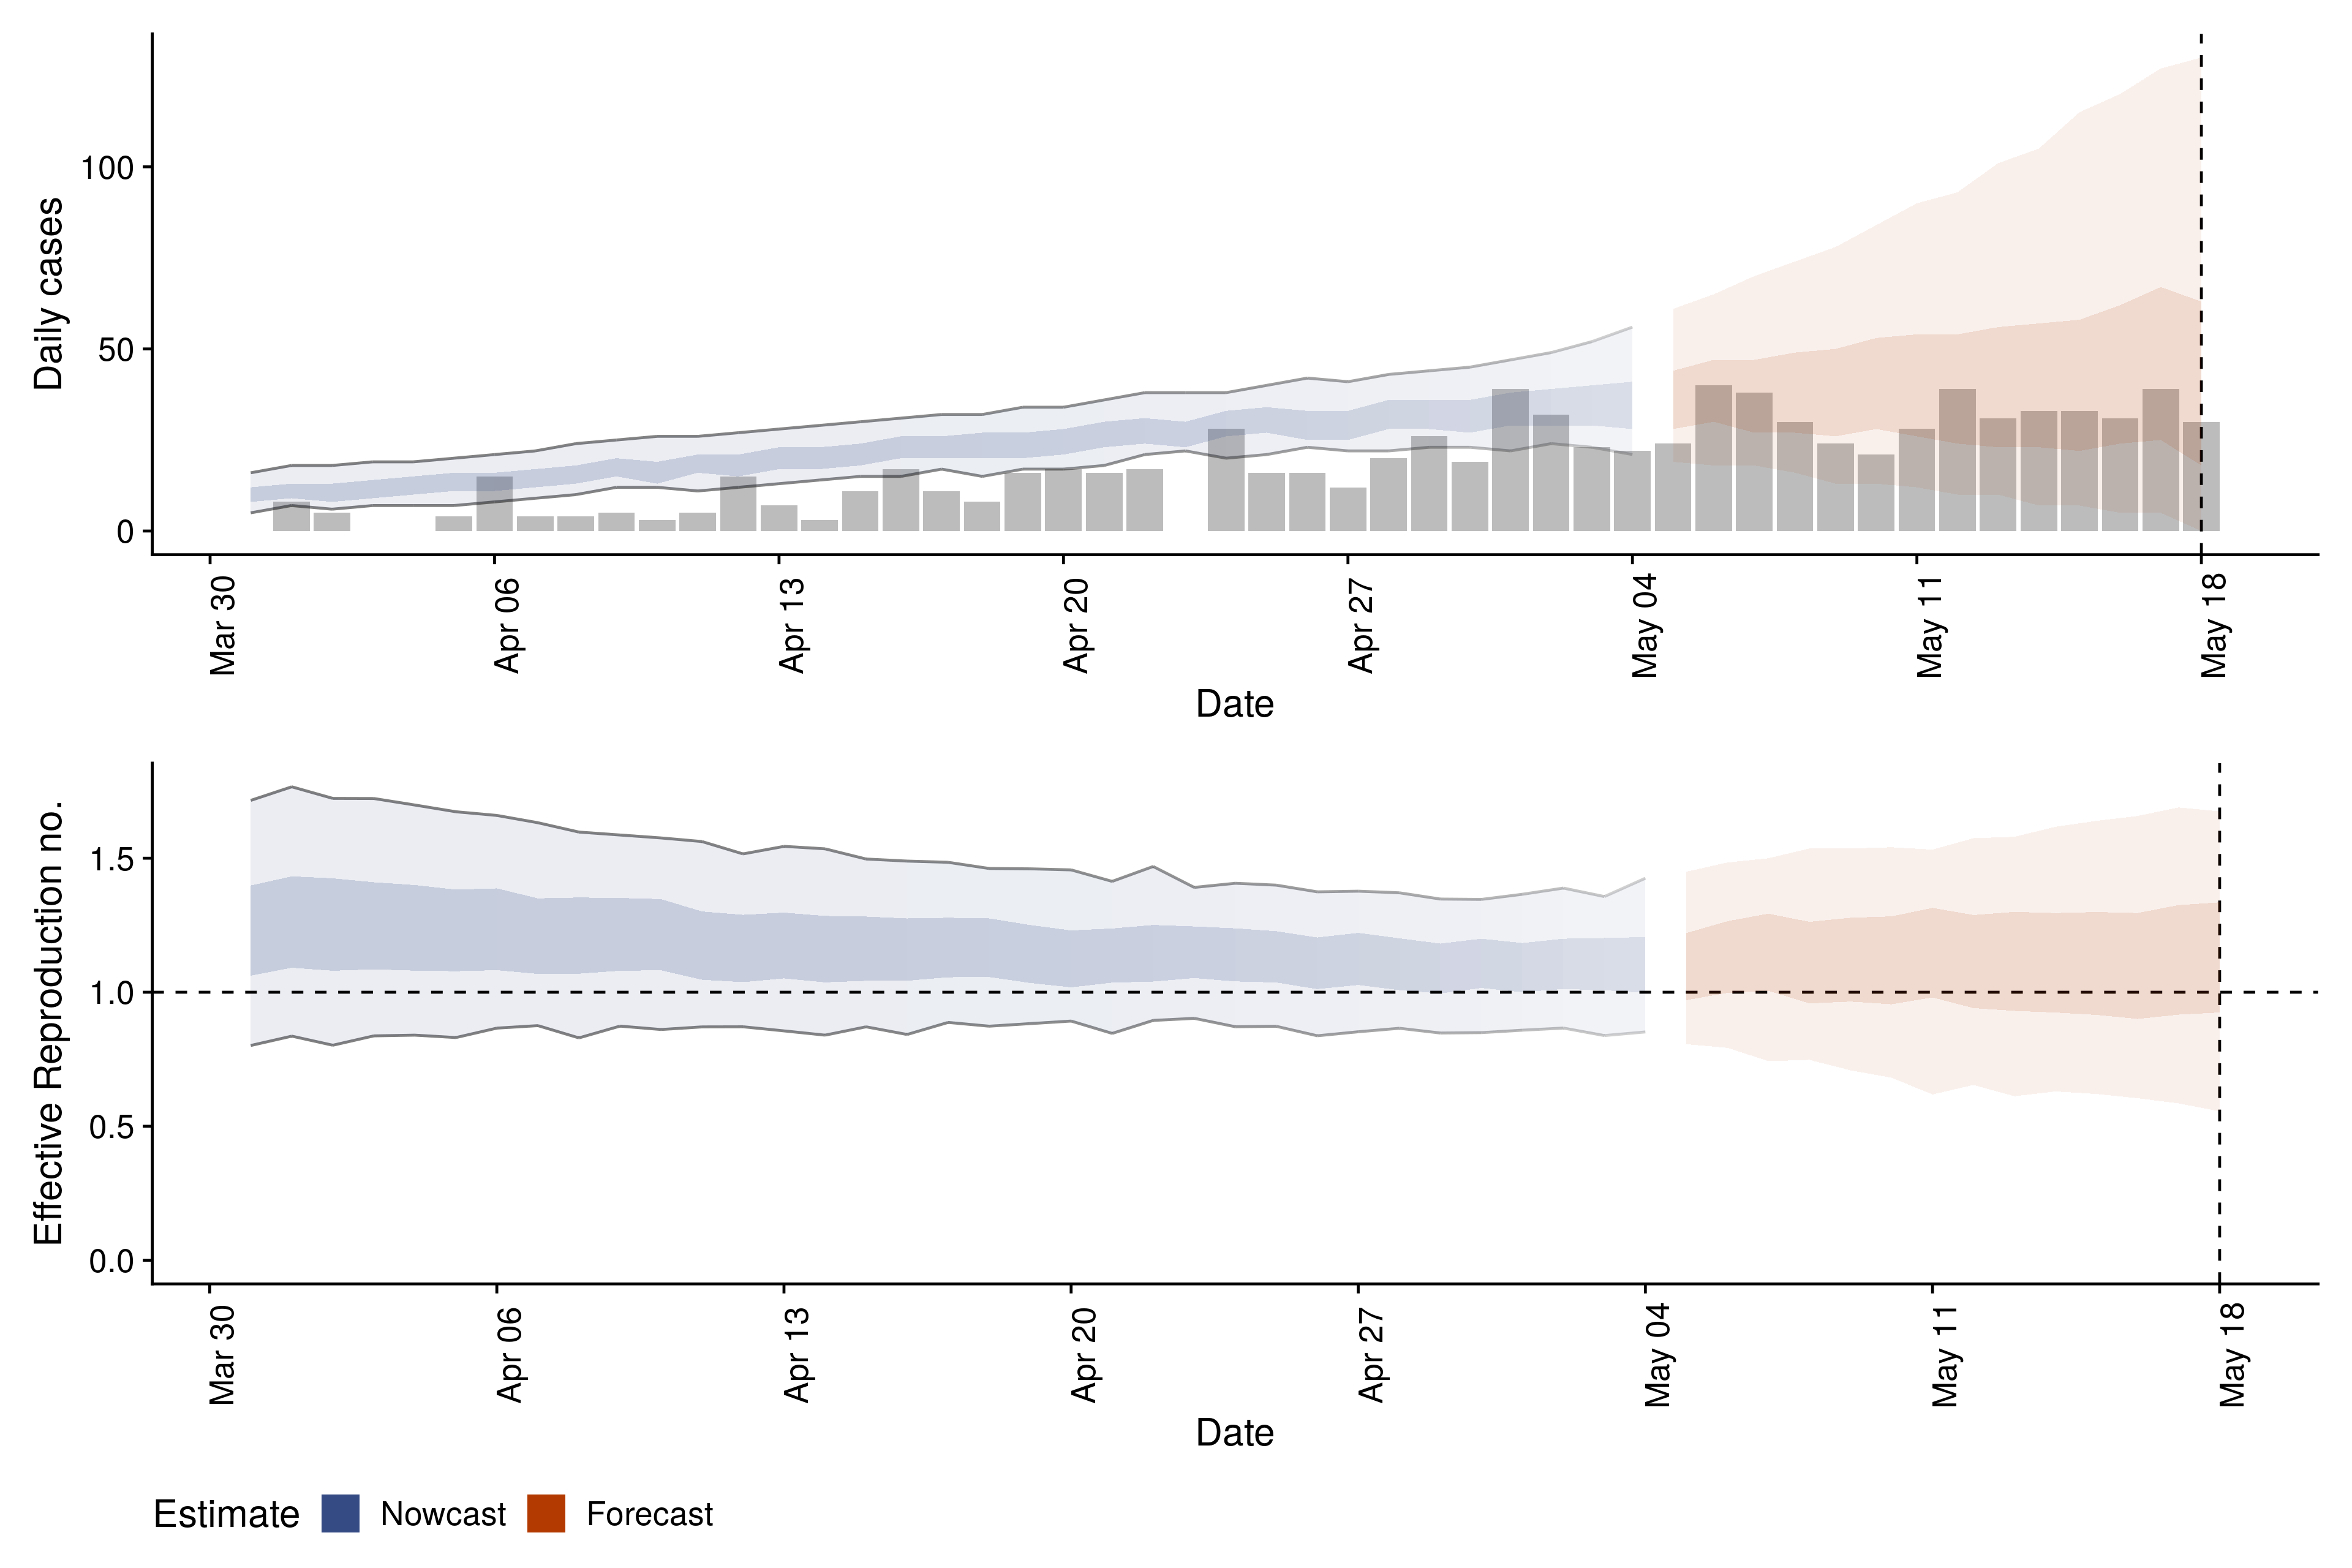 Daily cases
100
50
0
Mar 30
Apr 06
Apr 13
Apr 20
Apr 27
May 04
May 11
May 18
Date
Effective Reproduction no.
1.5
1.0
0.5
0.0
Mar 30
Apr 06
Apr 13
Apr 20
Apr 27
May 04
May 11
May 18
Date
Estimate Nowcast Forecast